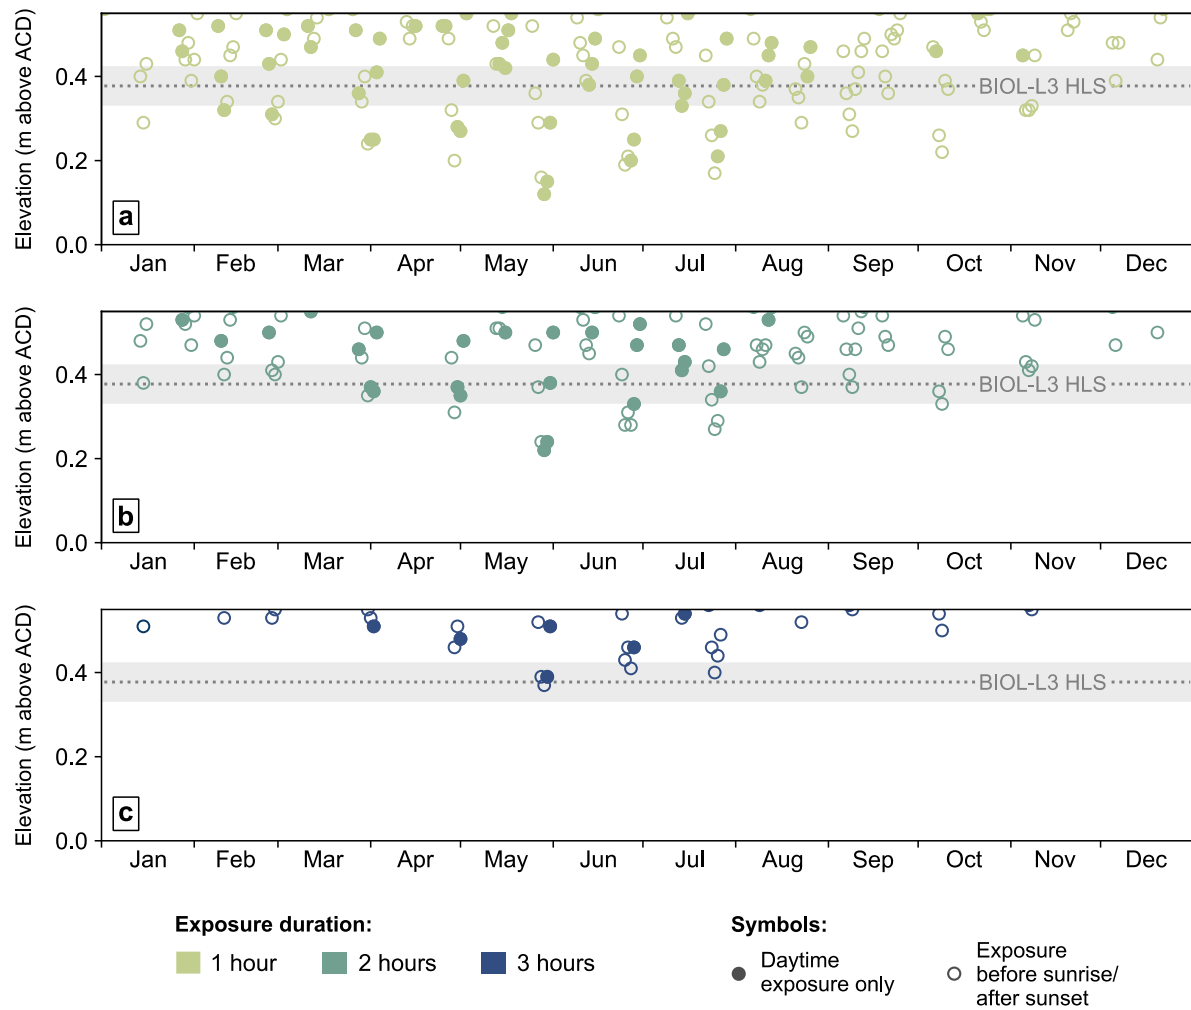 Elevation (m above ACD)
0.4
0.2
0.0
BIOL-L3 HLS
a
Jan Feb Mar Apr May Jun Jul Aug Sep Oct Nov Dec
Elevation (m above ACD)
0.4
0.2
0.0
BIOL-L3 HLS
b
Jan Feb Mar Apr May Jun Jul Aug Sep Oct Nov Dec
Elevation (m above ACD)
0.4
0.2
0.0
BIOL-L3 HLS
c
Jan Feb Mar Apr May Jun Jul Aug Sep Oct Nov Dec
Exposure duration:
1 hour 2 hours 3 hours
Symbols:
Daytime
exposure only
Exposure
before sunrise/
after sunset